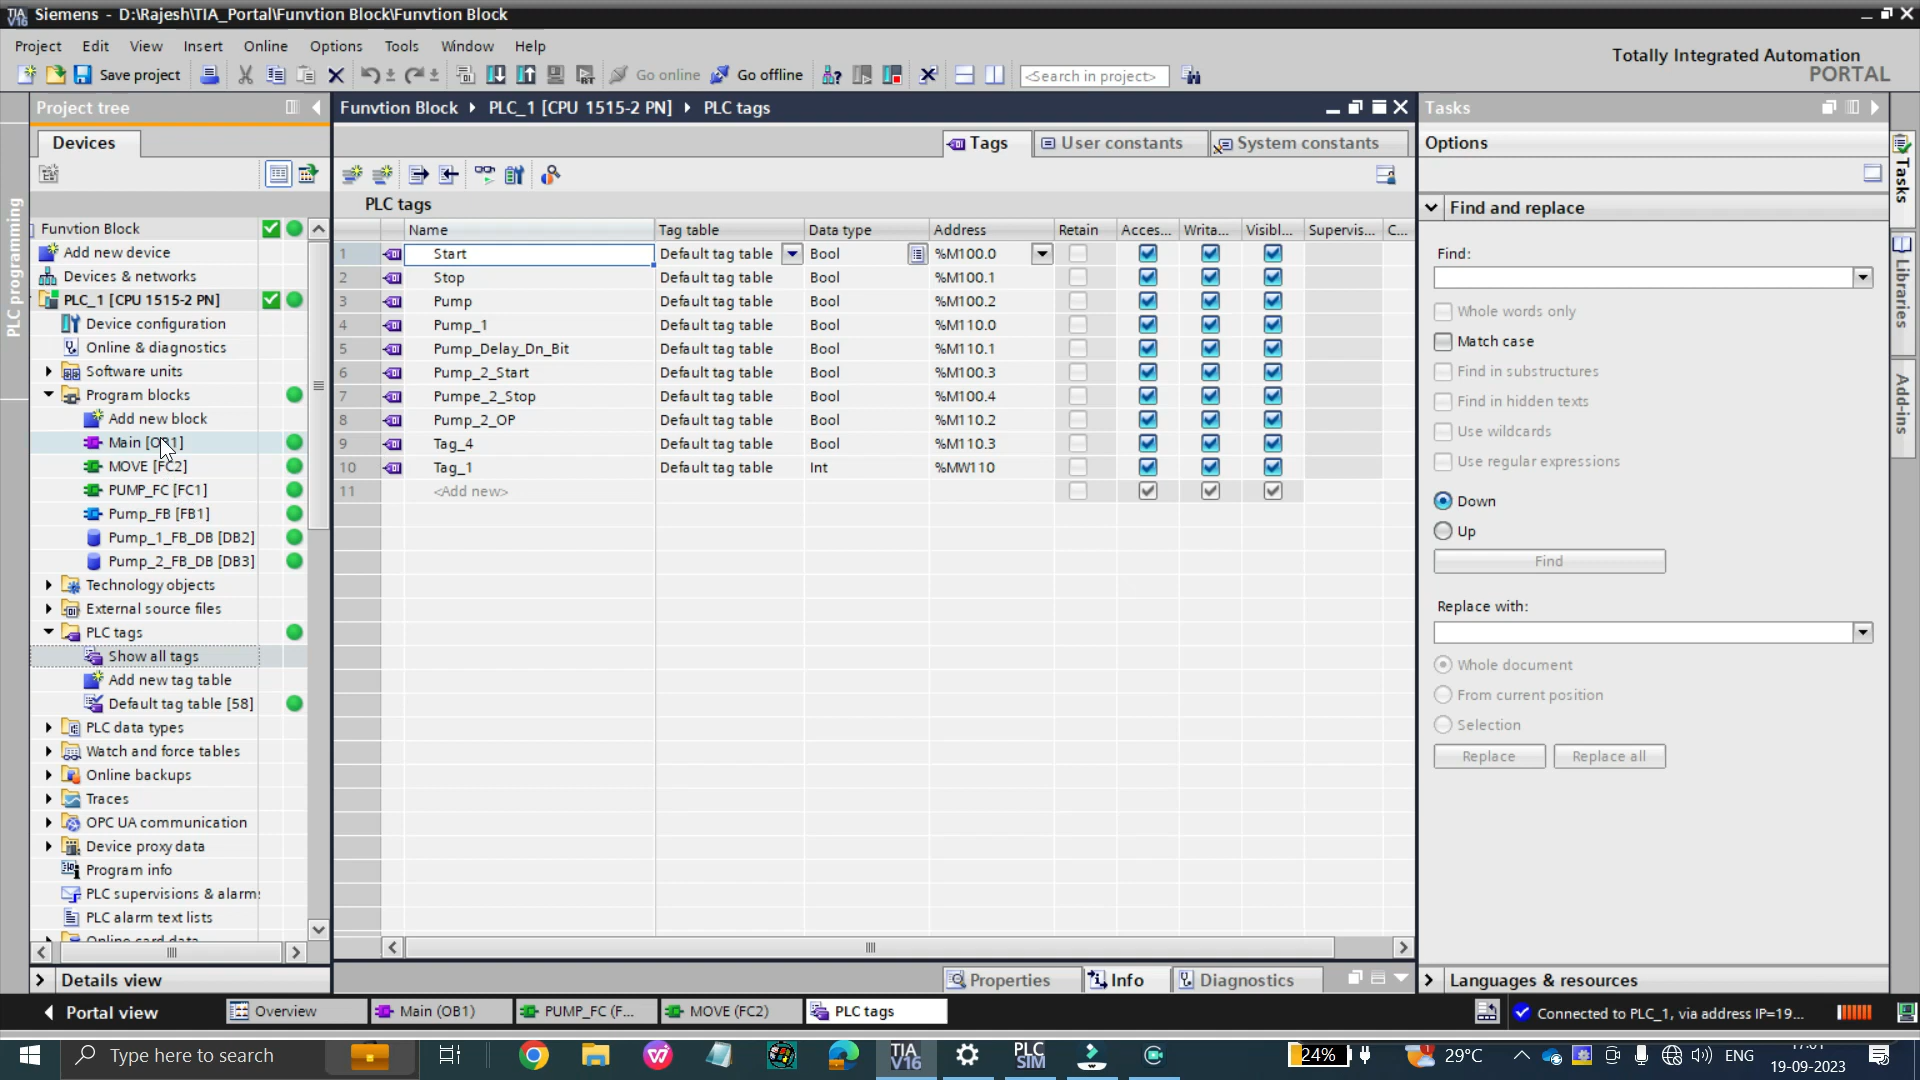 Siemens - D:\Rajesh\TIA_Portal\Funvtion Block\Funvtion Block
Project Edit View Insert Online Options Tools Window Help
Totally Integrated Automation
PORTAL
Save project Go online Go offline <Search in project>
Project tree
Funvtion Block PLC_1 [CPU 1515-2 PN] PLC tags
Tasks
Devices
Tags User constants System constants
Options
PLC tags
Find and replace
Name Tag table Data type Address Retain Acces... Writa... Visibl... Supervis... C...
1 Start Default tag table Bool %M100.0
2 Stop Default tag table Bool %M100.1
3 Pump Default tag table Bool %M100.2
4 Pump_1 Default tag table Bool %M110.0
5 Pump_Delay_Dn_Bit Default tag table Bool %M110.1
6 Pump_2_Start Default tag table Bool %M100.3
7 Pumpe_2_Stop Default tag table Bool %M100.4
8 Pump_2_OP Default tag table Bool %M110.2
9 Tag_4 Default tag table Bool %M110.3
10 Tag_1 Default tag table Int %MW110
11 <Add new>
PLC programming
Funvtion Block
Add new device
Devices & networks
PLC_1 [CPU 1515-2 PN]
Device configuration
Online & diagnostics
Software units
Program blocks
Add new block
Main [OB1]
MOVE [FC2]
PUMP_FC [FC1]
Pump_FB [FB1]
Pump_1_FB_DB [DB2]
Pump_2_FB_DB [DB3]
Technology objects
External source files
PLC tags
Show all tags
Add new tag table
Default tag table [58]
PLC data types
Watch and force tables
Online backups
Traces
OPC UA communication
Device proxy data
Program info
PLC supervisions & alarm
PLC alarm text lists
Online card data
Details view
Find:
Whole words only
Match case
Find in substructures
Find in hidden texts
Use wildcards
Use regular expressions
Down
Up
Find
Replace with:
Whole document
From current position
Selection
Replace Replace all
Languages & resources
Tasks
Libraries
Add-ins
Properties Info Diagnostics
Portal view Overview Main (OB1) PUMP_FC (F... MOVE (FC2) PLC tags
Connected to PLC_1, via address IP=19...
Type here to search
TIA V16
PLC SIM
24% 29°C ENG
19-09-2023